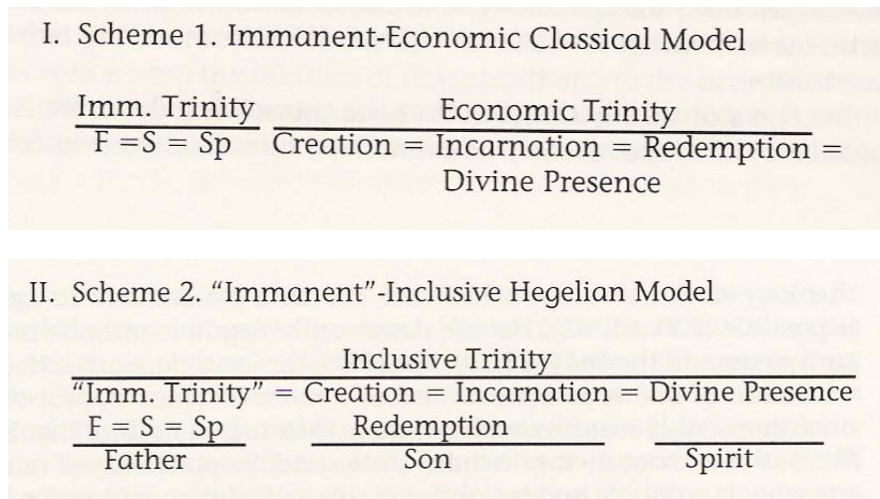 I. Scheme 1. Immanent-Economic Classical Model
Imm. Trinity Economic Trinity
F = S = Sp Creation = Incarnation = Redemption =
Divine Presence
II. Scheme 2. “Immanent”-Inclusive Hegelian Model
Inclusive Trinity
“Imm. Trinity” = Creation = Incarnation = Divine Presence
F = S = Sp Redemption
Father Son Spirit